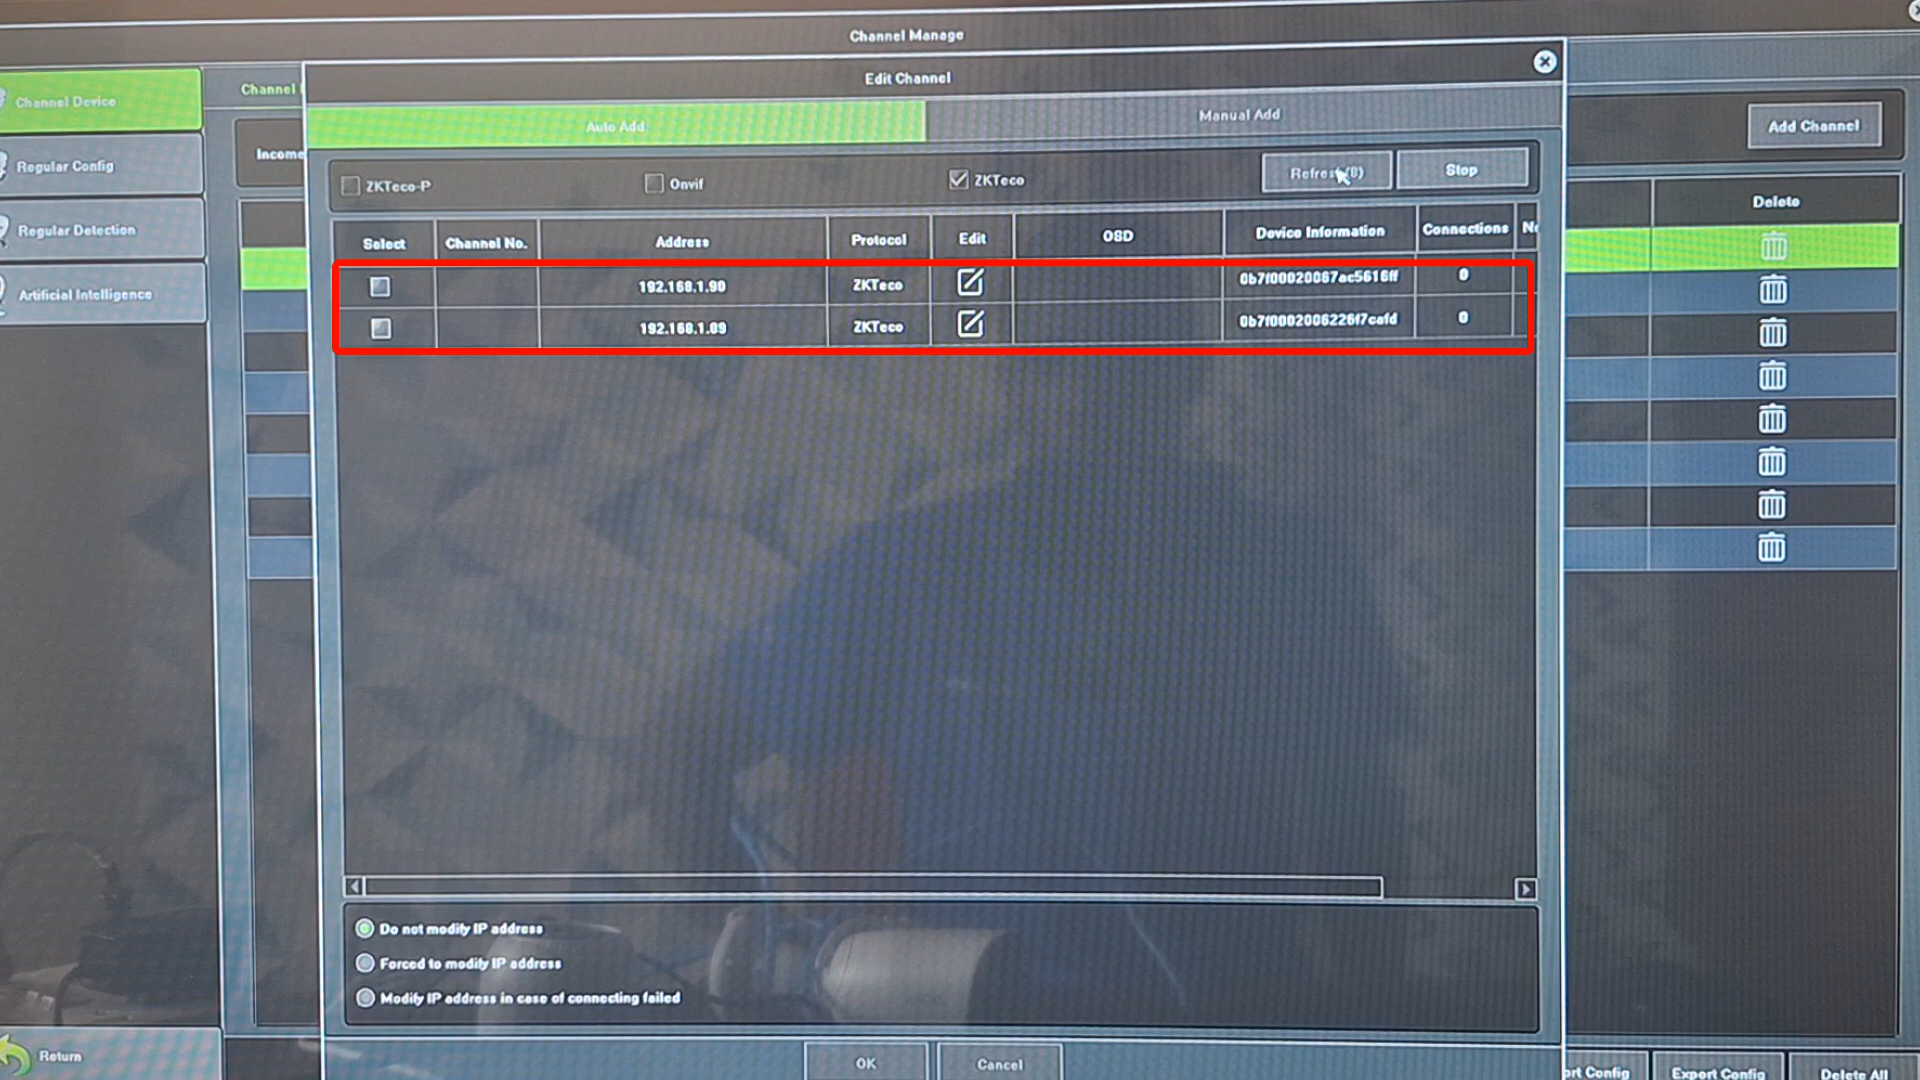 Channel Manage
Edit Channel
Channel Device
Channel
Auto Add
Manual Add
Add Channel
Income
Regular Config
ZKTeco-P
Onvif
ZKTeco
Stop
Select
Channel No.
Address
Protocol
Edit
OSD
Device Information
Connections
Delete
Regular Detection
192.168.1.90
ZKTeco
0b7f00020067ac5616ff
0
Artificial Intelligence
192.168.1.89
ZKTeco
0b7f0002006226f7cafd
0
Do not modify IP address
Forced to modify IP address
Modify IP address in case of connecting failed
Return
OK
Cancel
Config
Export Config
Delete All